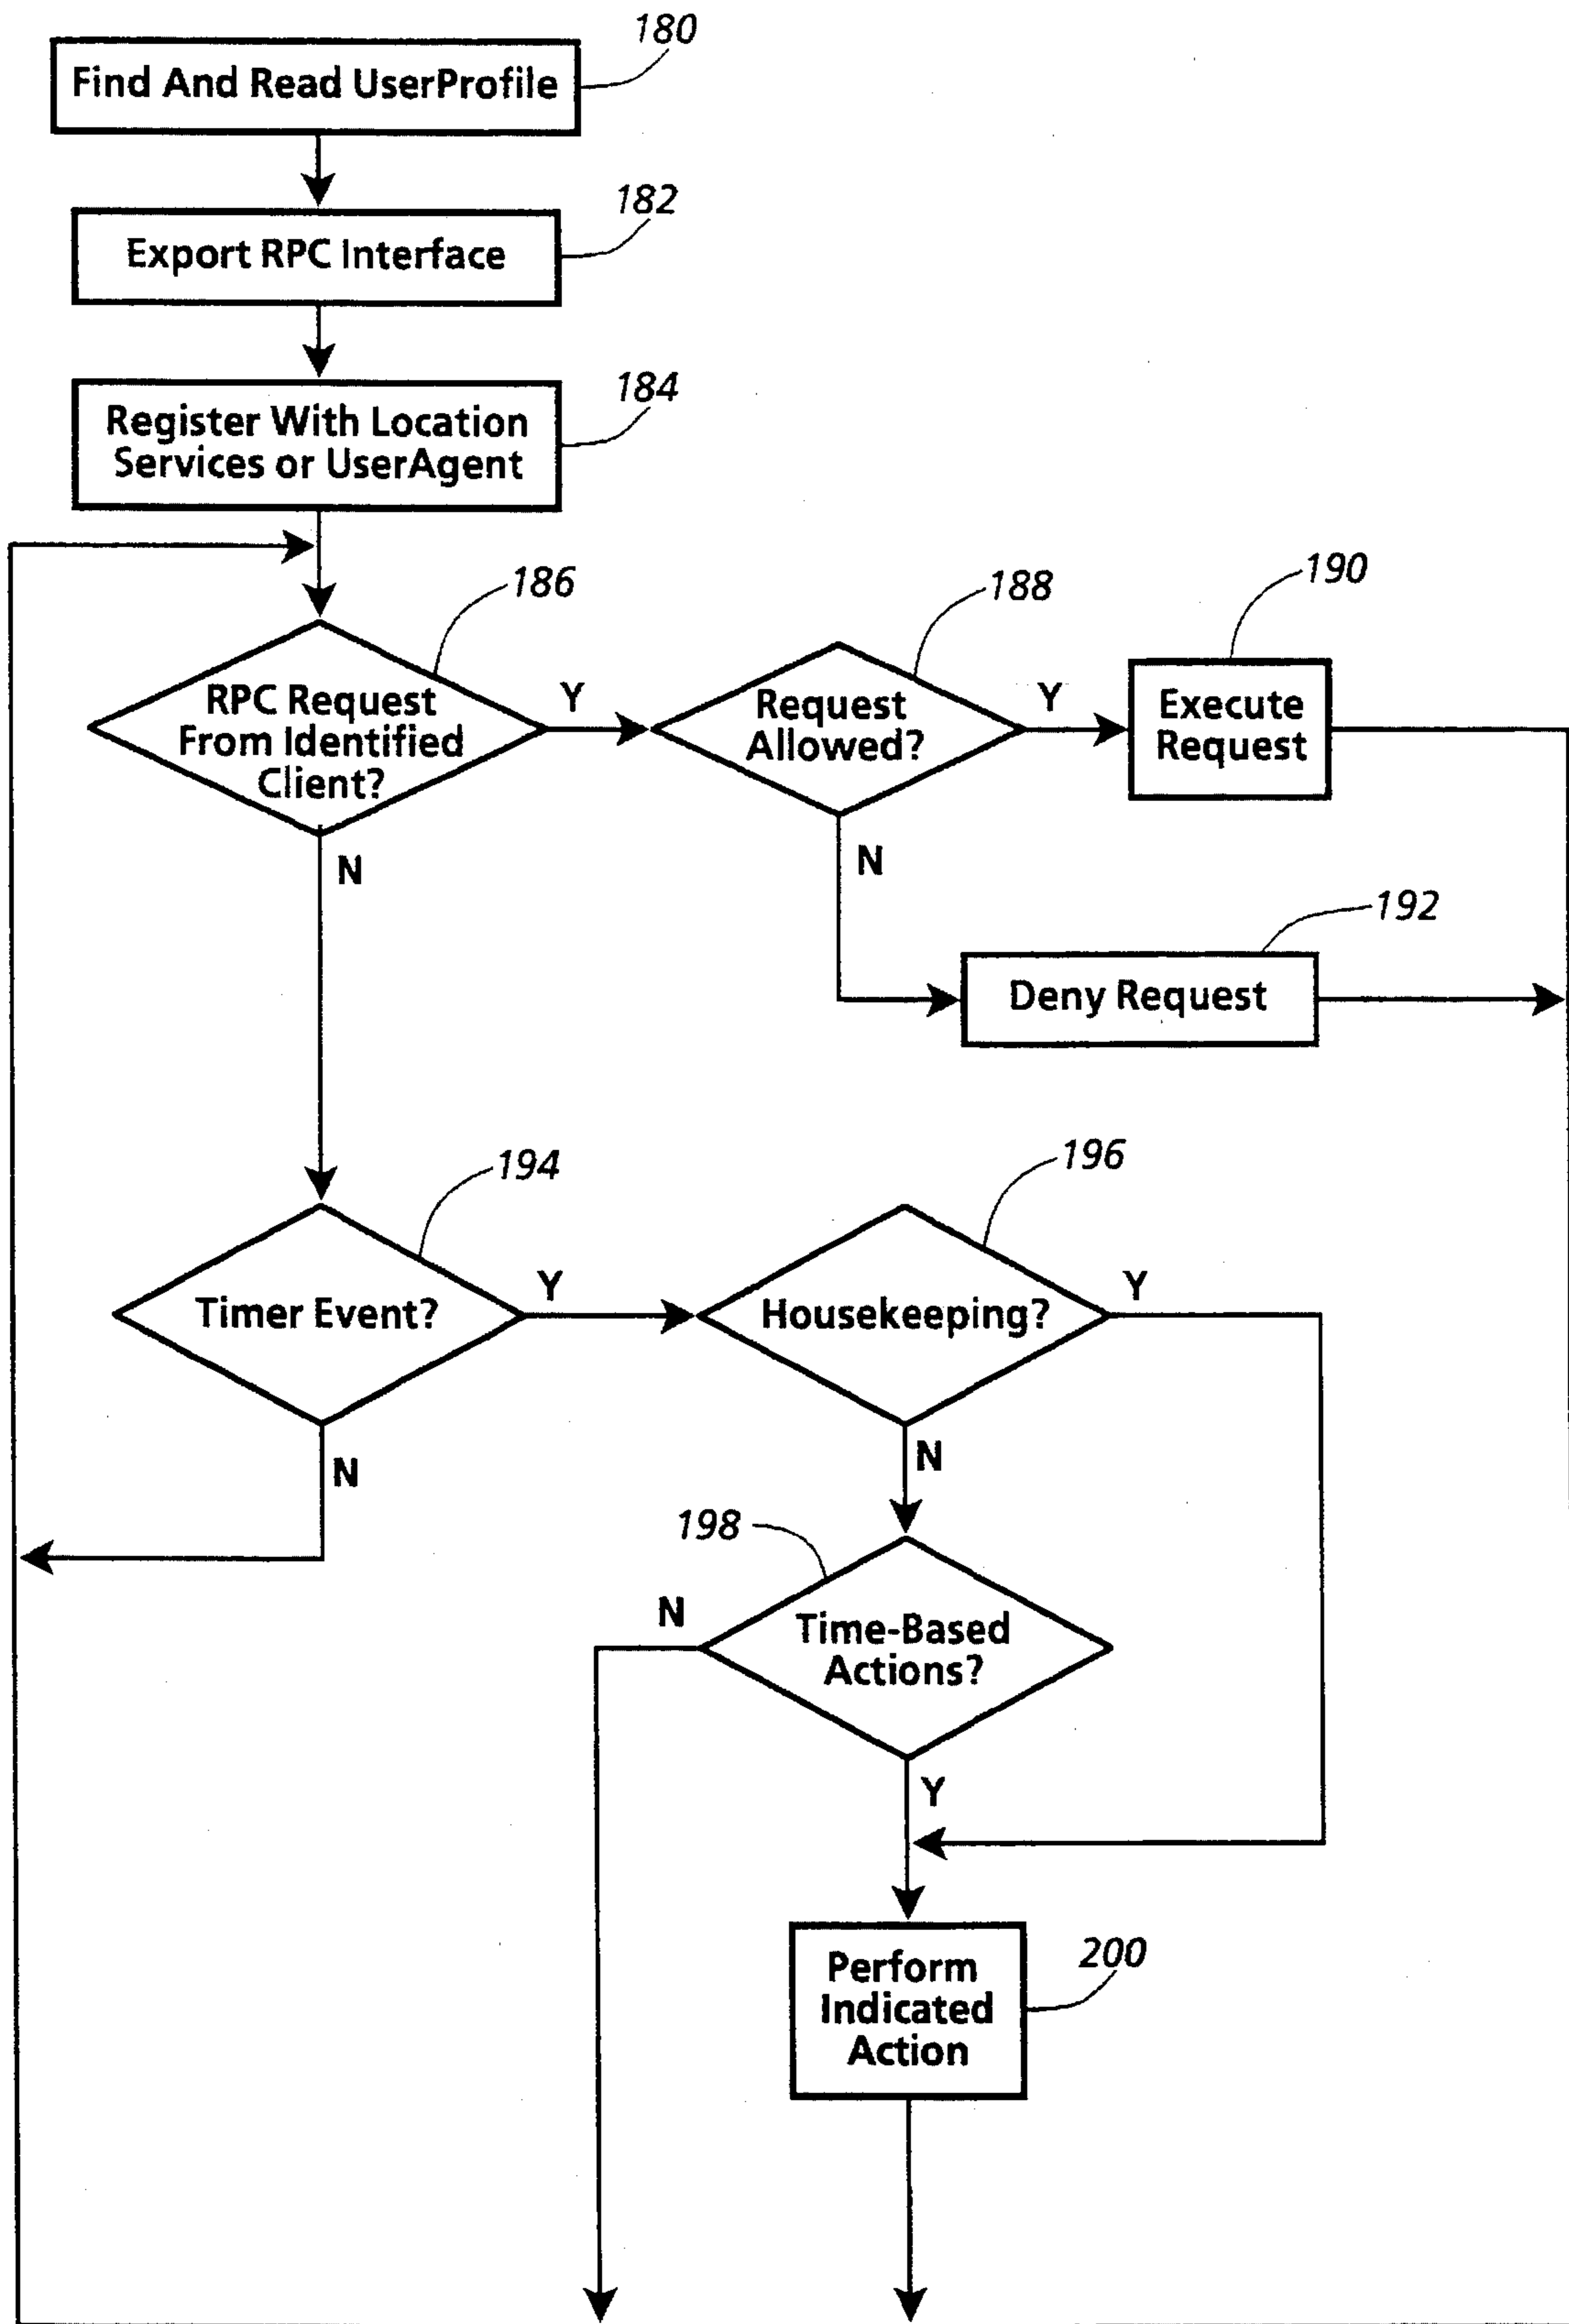 180
Find And Read UserProfile
182
Export RPC Interface
184
Register With Location
Services or UserAgent
186
188
190
RPC Request
From Identified
Client?
Y
Request
Allowed?
Y
Execute
Request
N
N
192
Deny Request
194
196
Timer Event?
Y
Housekeeping?
Y
N
N
198
N
Time-Based
Actions?
Y
200
Perform
Indicated
Action